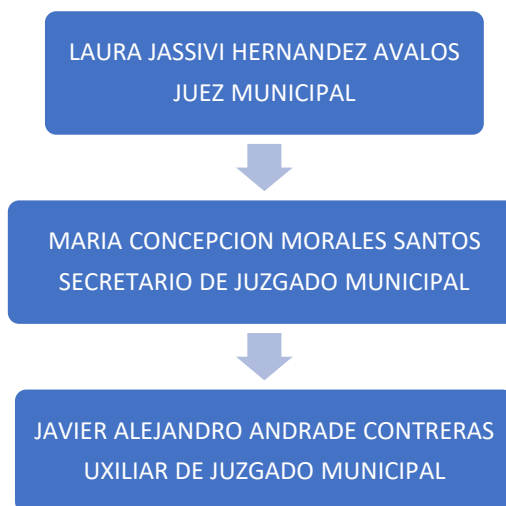 LAURA JASSIVI HERNANDEZ AVALOS
JUEZ MUNICIPAL
MARIA CONCEPCION MORALES SANTOS
SECRETARIO DE JUZGADO MUNICIPAL
JAVIER ALEJANDRO ANDRADE CONTRERAS
UXILIAR DE JUZGADO MUNICIPAL